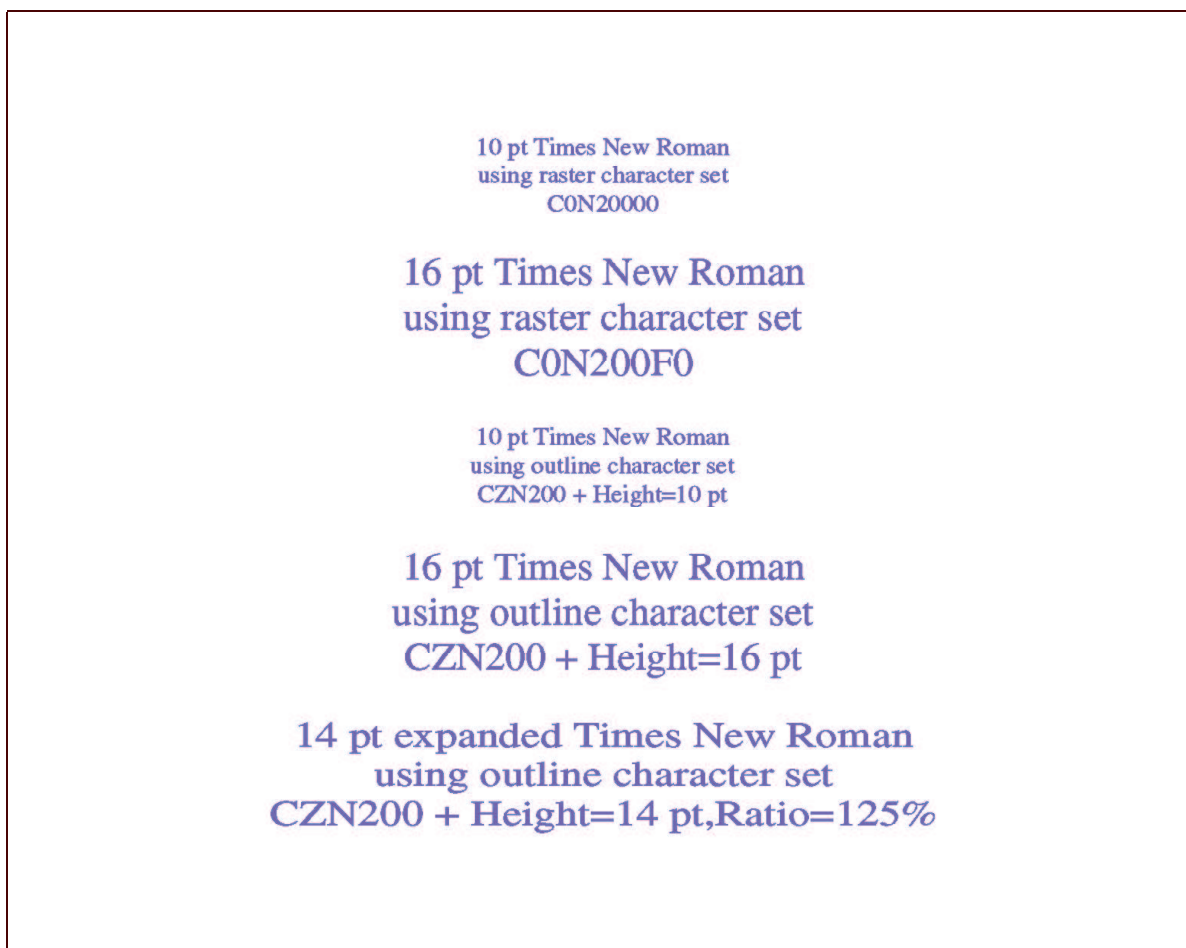 10 pt Times New Roman
using raster character set
C0N20000
16 pt Times New Roman
using raster character set
C0N200F0
10 pt Times New Roman
using outline character set
CZN200 + Height=10 pt
16 pt Times New Roman
using outline character set
CZN200 + Height=16 pt
14 pt expanded Times New Roman
using outline character set
CZN200 + Height=14 pt,Ratio=125%